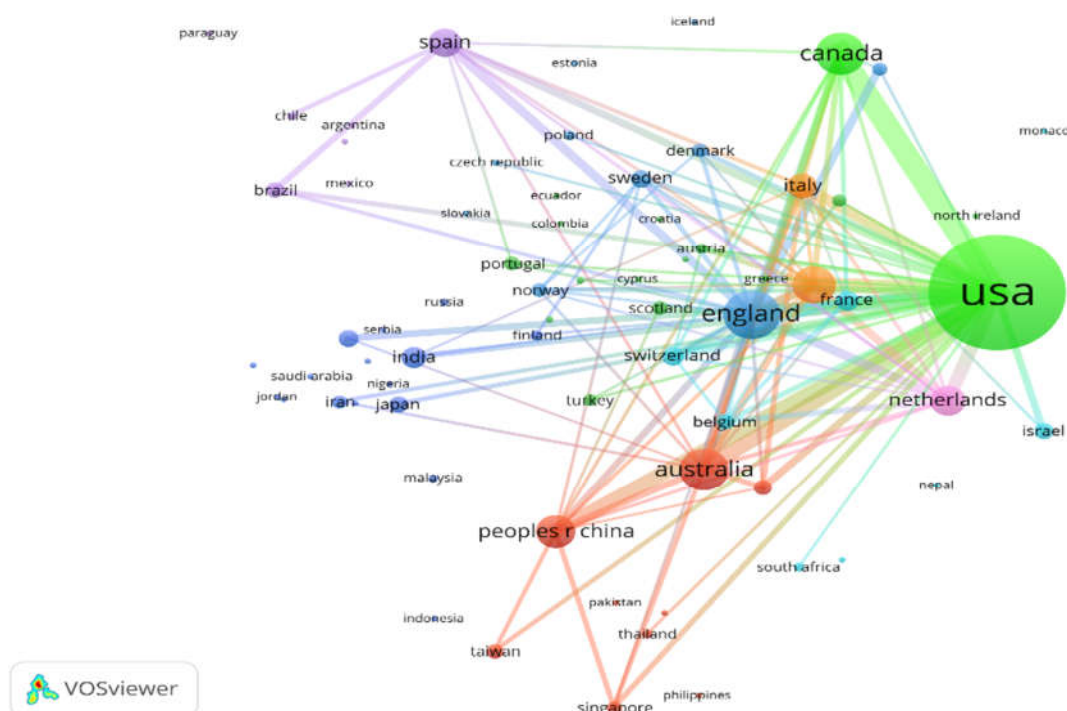 iceland
paraguay
spain
canada
estonia
monaco
chile
argentina
poland
denmark
czech republic
sweden
italy
brazil
mexico
ecuador
slovakia
colombia
croatia
north ireland
austria
portugal
cyprus
greece
norway
usa
russia
scotland
france
england
serbia
finland
india
switzerland
saudi arabia
nigeria
jordan
iran
japan
turkey
netherlands
belgium
israel
australia
malaysia
nepal
peoples r china
south africa
pakistan
indonesia
thailand
taiwan
philippines
singapore
VOSviewer